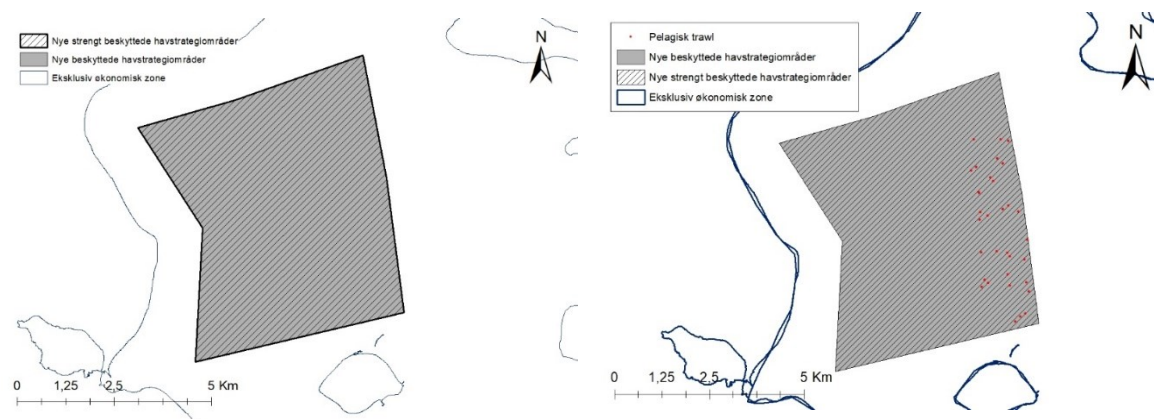 Nye strengt beskyttede havstrategiområder
Nye beskyttede havstrategiområder
Eksklusiv økonomisk zone
N
0 1,25 2,5 5 Km
Pelagisk trawl
Nye beskyttede havstrategiområder
Nye strengt beskyttede havstrategiområder
Eksklusiv økonomisk zone
N
0 1,25 2,5 5 Km